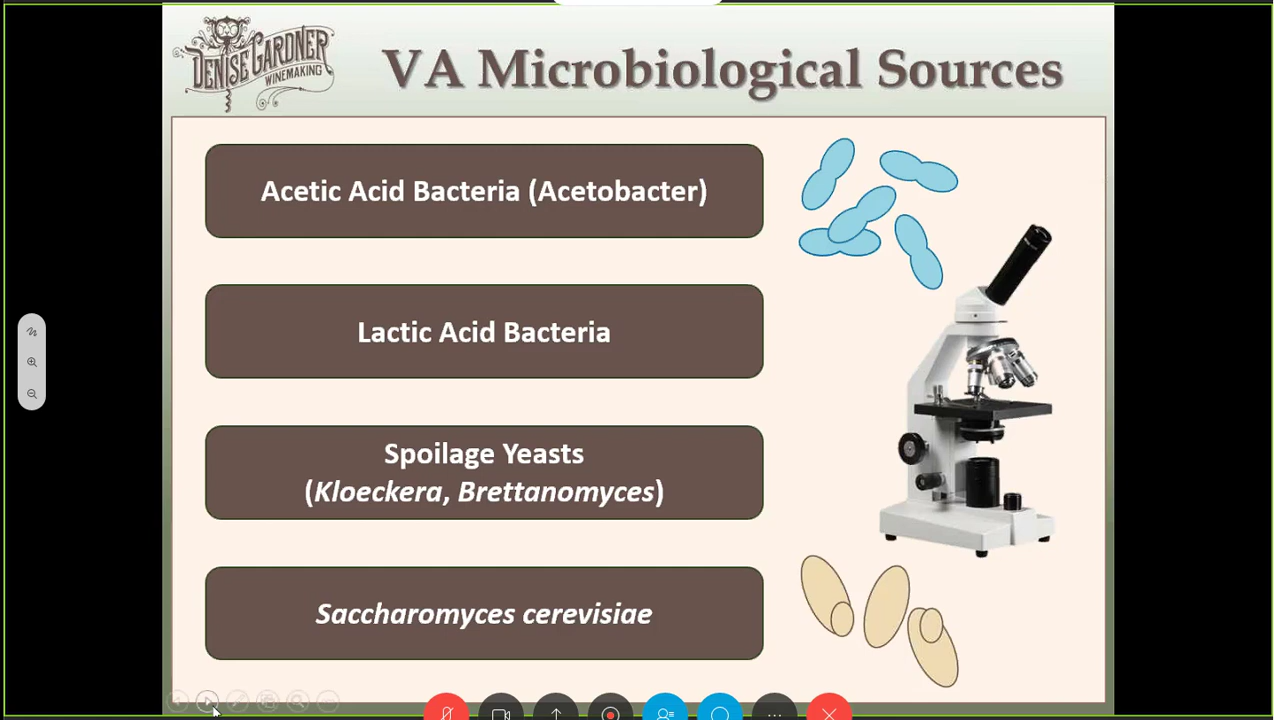 DENISE GARDNER
WINEMAKING
VA Microbiological Sources
Acetic Acid Bacteria (Acetobacter)
Lactic Acid Bacteria
Spoilage Yeasts
(Kloeckera, Brettanomyces)
Saccharomyces cerevisiae